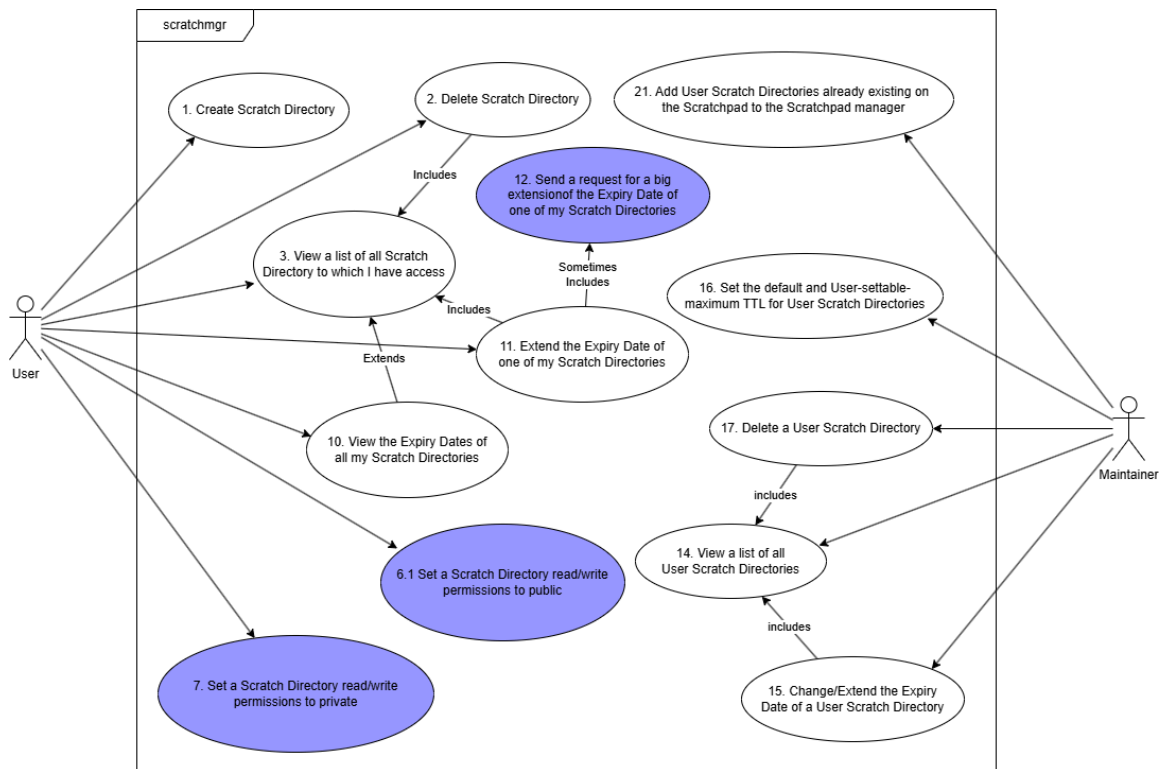 scratchmgr
1. Create Scratch Directory
2. Delete Scratch Directory
21. Add User Scratch Directories already existing
on the Scratchpad to the Scratchpad manager
Includes
12. Send a request for a big
extensionof the Expiry Date of
one of my Scratch Directories
3. View a list of all Scratch
Directory to which I have access
Sometimes
Includes
16. Set the default and User-settable-
maximum TTL for User Scratch Directories
Includes
11. Extend the Expiry Date of
one of my Scratch Directories
Extends
User
10. View the Expiry Dates of
all my Scratch Directories
17. Delete a User Scratch Directory
Maintainer
includes
14. View a list of all
User Scratch Directories
6.1 Set a Scratch Directory read/write
permissions to public
includes
7. Set a Scratch Directory read/write
permissions to private
15. Change/Extend the Expiry
Date of a User Scratch Directory